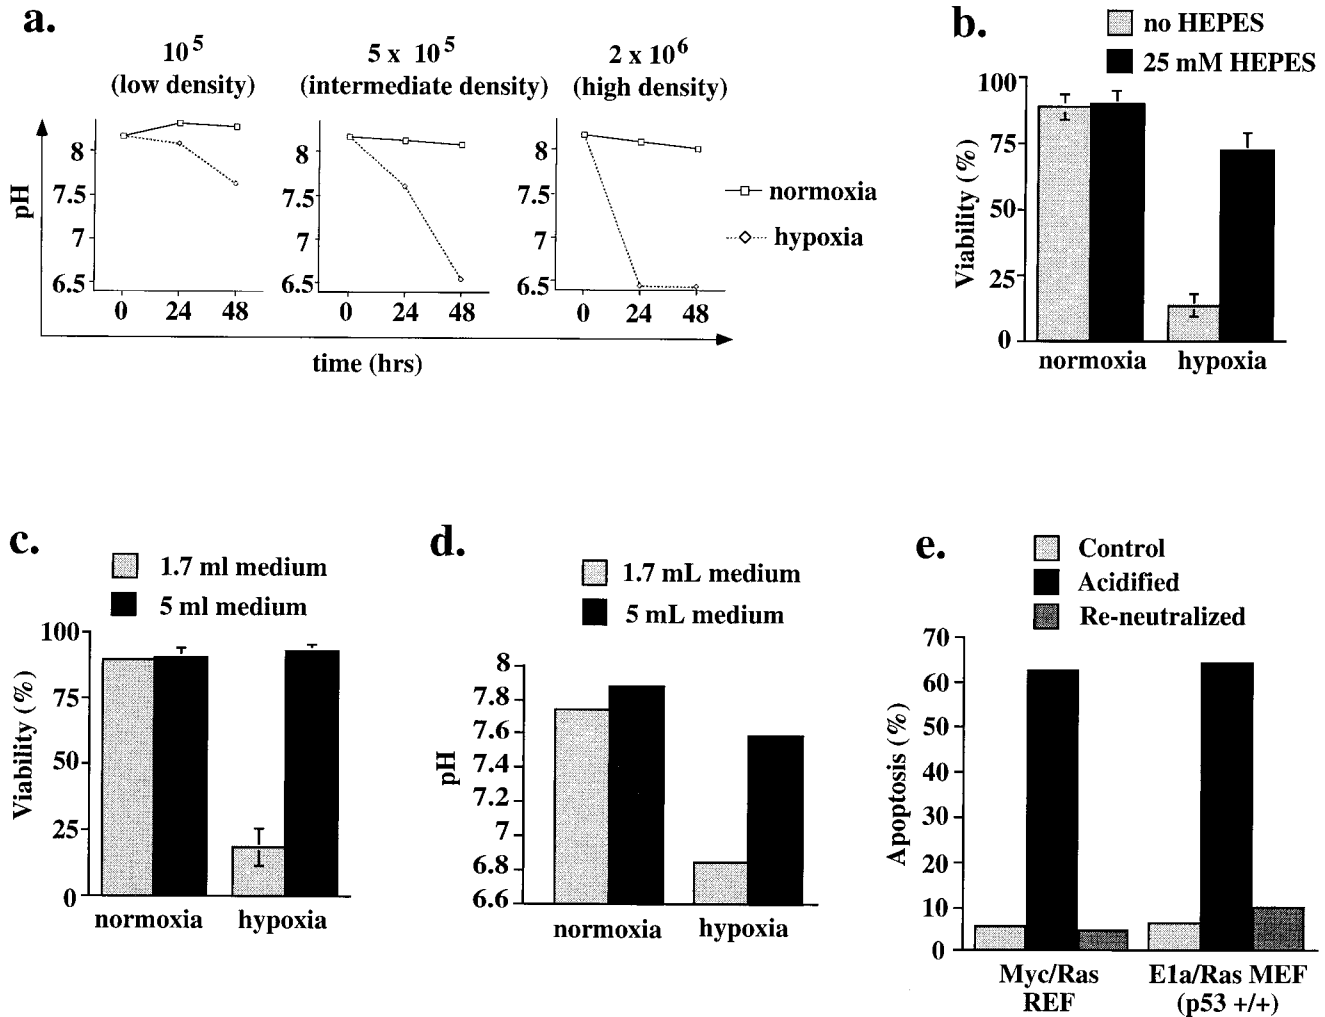 a.
10^5
(low density)
5 x 10^5
(intermediate density)
2 x 10^6
(high density)
pH
8
7.5
7
6.5
0 24 48
8
7.5
7
6.5
0 24 48
8
7.5
7
6.5
0 24 48
normoxia
hypoxia
time (hrs)
b.
no HEPES
25 mM HEPES
Viability (%)
100
75
50
25
0
normoxia hypoxia
c.
1.7 ml medium
5 ml medium
Viability (%)
100
75
50
25
0
normoxia hypoxia
d.
1.7 mL medium
5 mL medium
pH
8
7.8
7.6
7.4
7.2
7
6.8
6.6
normoxia hypoxia
e.
Control
Acidified
Re-neutralized
Apoptosis (%)
70
60
50
40
30
20
10
0
Myc/Ras
REF
E1a/Ras MEF
(p53 +/+)